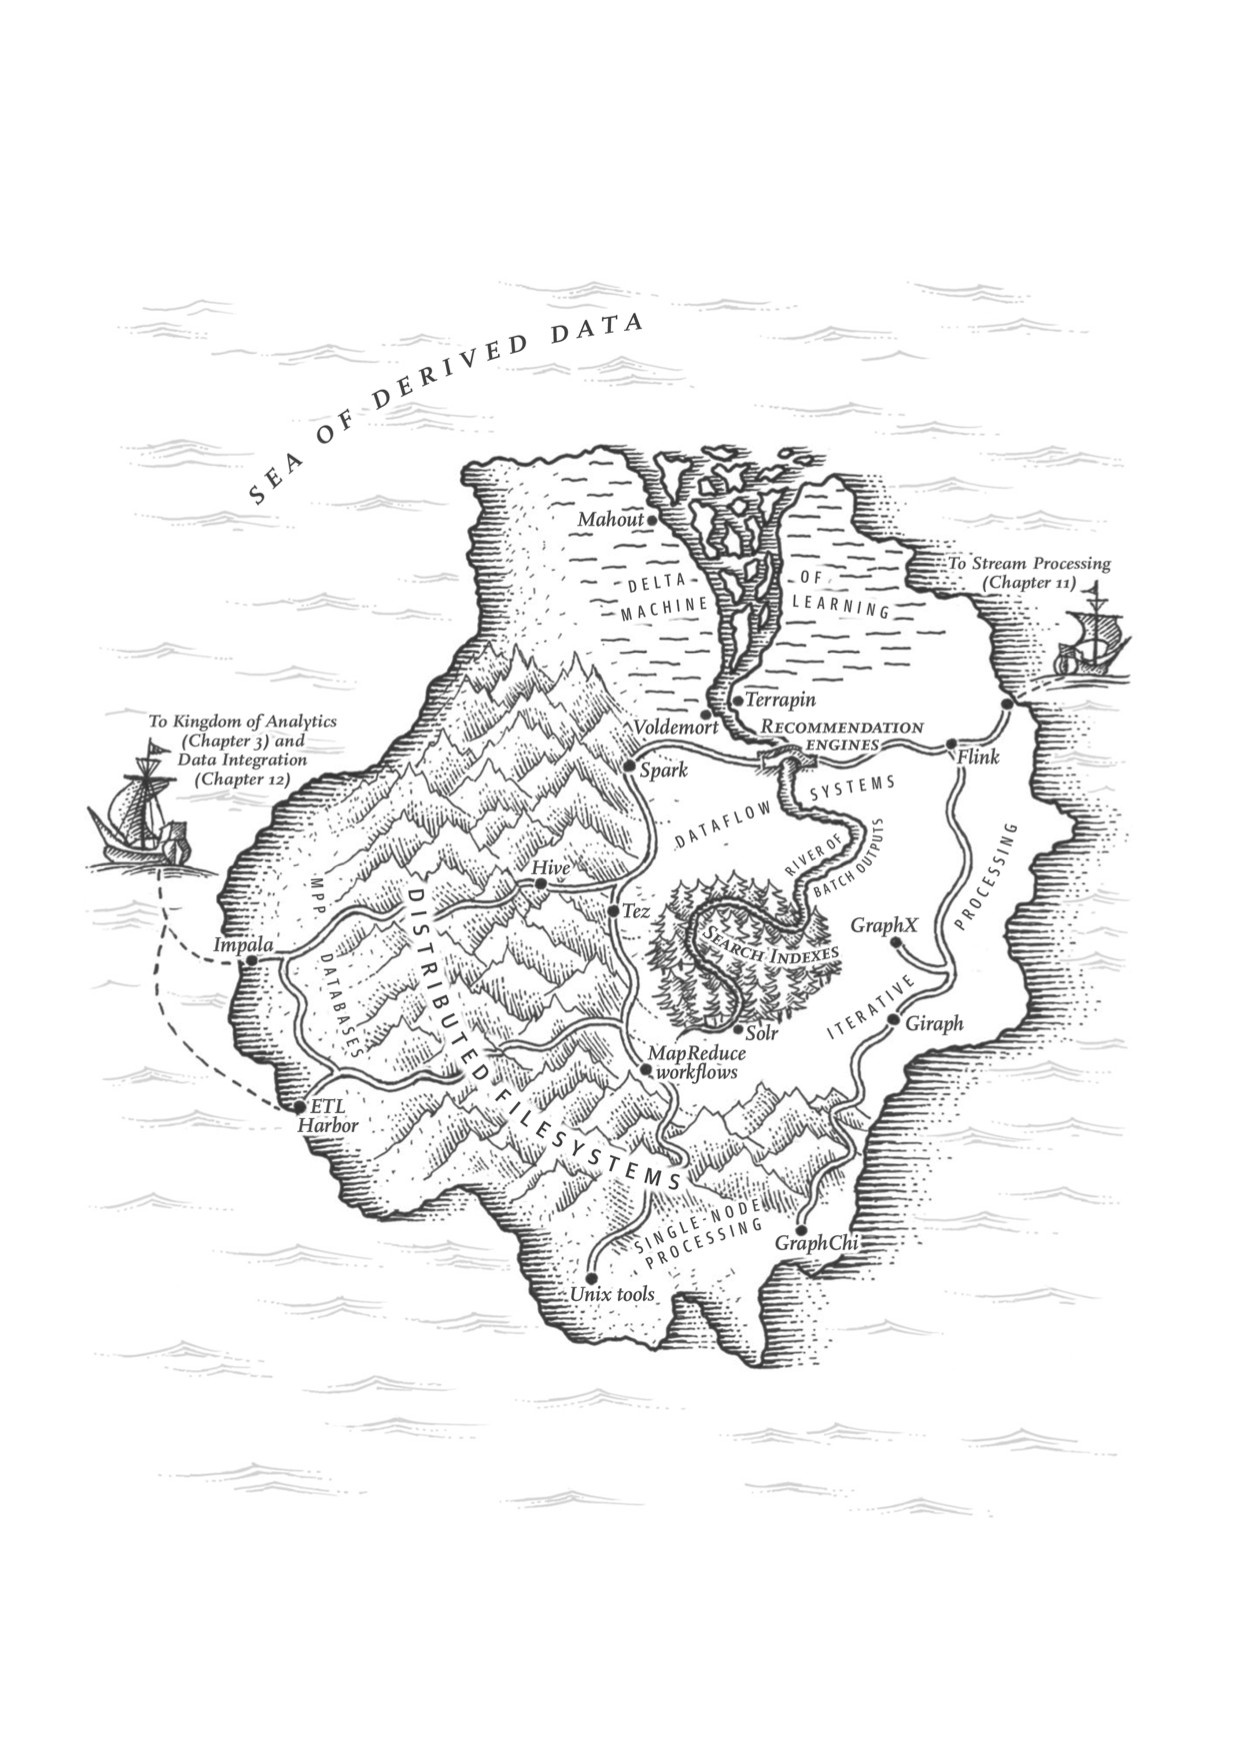 SEA OF DERIVED DATA
Mahout
DELTA OF
MACHINE LEARNING
To Stream Processing
(Chapter 11)
To Kingdom of Analytics
(Chapter 3) and
Data Integration
(Chapter 12)
Terrapin
Voldemort
RECOMMENDATION
ENGINES
Flink
Spark
DATAFLOW SYSTEMS
RIVER OF
BATCH OUTPUTS
Hive
MPP
DATABASES
DISTRIBUTED FILESYSTEMS
Tez
GraphX
SEARCH INDEXES
Impala
ITERATIVE PROCESSING
Giraph
Solr
MapReduce
workflows
ETL
Harbor
SINGLE-NODE
PROCESSING
GraphChi
Unix tools